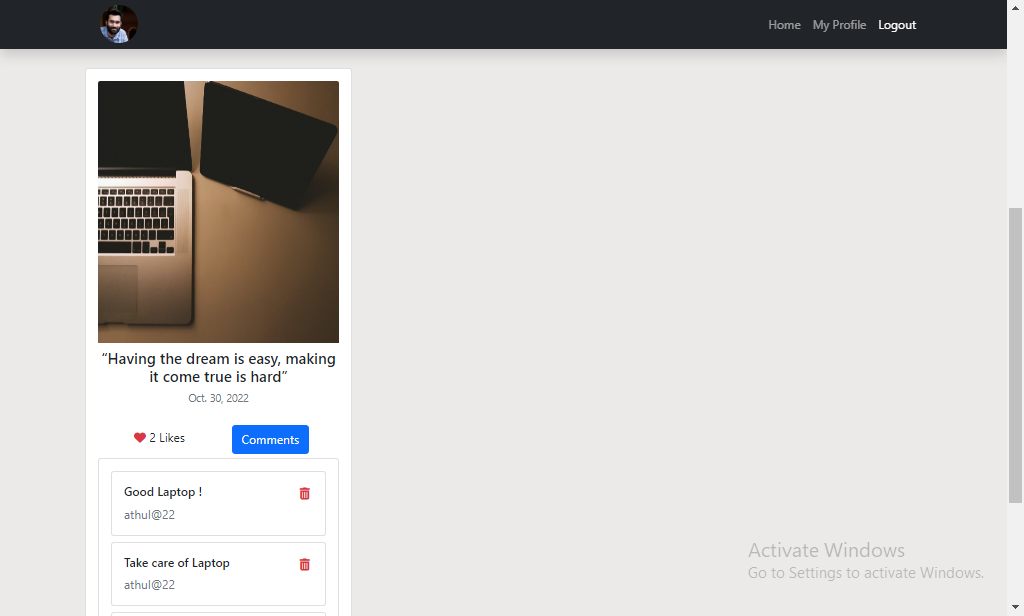 Home My Profile Logout
“Having the dream is easy, making
it come true is hard”
Oct. 30, 2022
2 Likes Comments
Good Laptop !
athul@22
Take care of Laptop
athul@22
Activate Windows
Go to Settings to activate Windows.